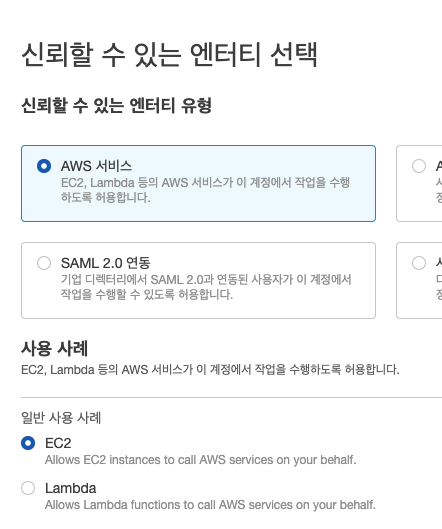 신뢰할 수 있는 엔터티 선택
신뢰할 수 있는 엔터티 유형
AWS 서비스
EC2, Lambda 등의 AWS 서비스가 이 계정에서 작업을 수행
하도록 허용합니다.
SAML 2.0 연동
기업 디렉터리에서 SAML 2.0과 연동된 사용자가 이 계정에서
작업을 수행할 수 있도록 허용합니다.
사용 사례
EC2, Lambda 등의 AWS 서비스가 이 계정에서 작업을 수행하도록 허용합니다.
일반 사용 사례
EC2
Allows EC2 instances to call AWS services on your behalf.
Lambda
Allows Lambda functions to call AWS services on your behalf.